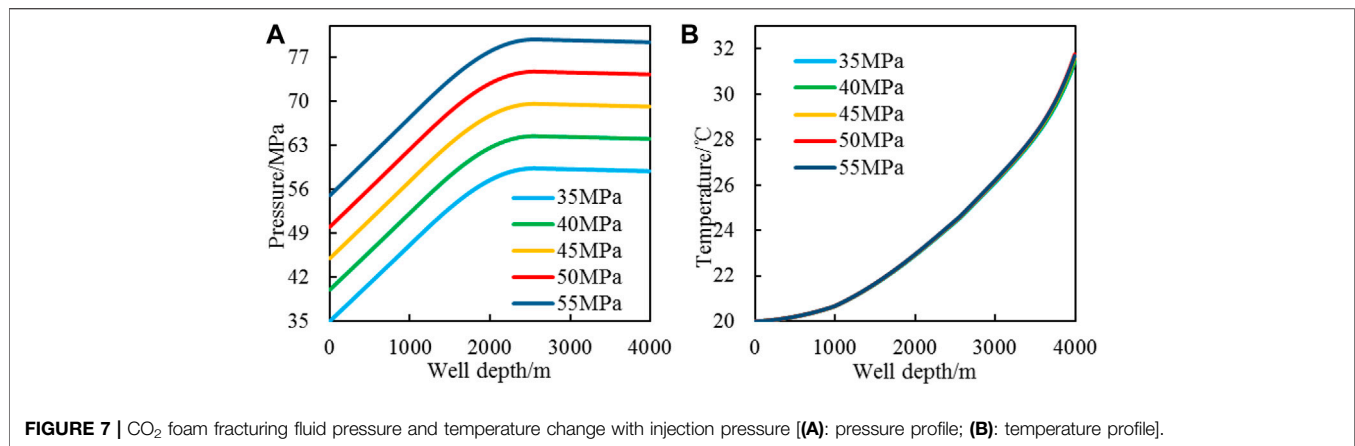 A
Pressure/MPa
77
70
63
56
49
42
35
35MPa
40MPa
45MPa
50MPa
55MPa
0 1000 2000 3000 4000
Well depth/m
B
Temperature/℃
32
30
28
26
24
22
20
35MPa
40MPa
45MPa
50MPa
55MPa
0 1000 2000 3000 4000
Well depth/m
FIGURE 7 | CO₂ foam fracturing fluid pressure and temperature change with injection pressure [(A): pressure profile; (B): temperature profile].